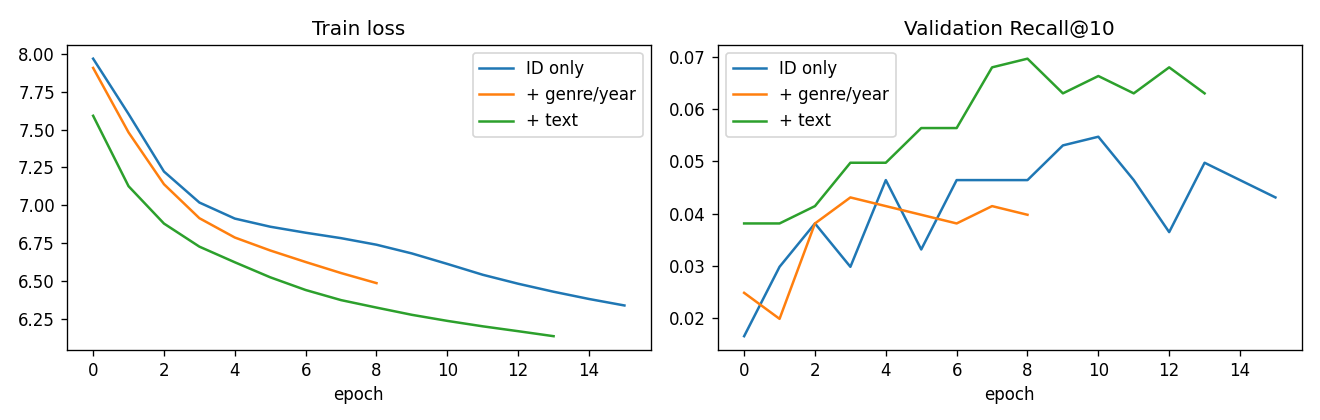 Train loss
8.00
7.75
7.50
7.25
7.00
6.75
6.50
6.25
ID only
+ genre/year
+ text
0 2 4 6 8 10 12 14
epoch
Validation Recall@10
0.07
0.06
0.05
0.04
0.03
0.02
ID only
+ genre/year
+ text
0 2 4 6 8 10 12 14
epoch